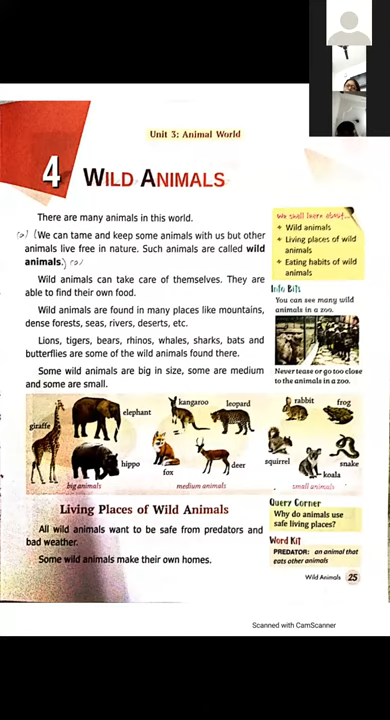 Unit 3: Animal World
4 WILD ANIMALS
There are many animals in this world.
We can tame and keep some animals with us but other
animals live free in nature. Such animals are called wild
animals.
Wild animals can take care of themselves. They are
able to find their own food.
Wild animals are found in many places like mountains,
dense forests, seas, rivers, deserts, etc.
Lions, tigers, bears, rhinos, whales, sharks, bats and
butterflies are some of the wild animals found there.
Some wild animals are big in size, some are medium
and some are small.
We shall learn about...
Wild animals
Living places of wild
animals
Eating habits of wild
animals
Info Bits
You can see many wild
animals in a zoo.
Never tease or go too close
to the animals in a zoo.
giraffe
elephant
hippo
big animals
kangaroo
leopard
fox
deer
medium animals
rabbit
frog
squirrel
koala
snake
small animals
Living Places of Wild Animals
All wild animals want to be safe from predators and
bad weather.
Some wild animals make their own homes.
Query Corner
Why do animals use
safe living places?
Word Kit
PREDATOR: an animal that
eats other animals
Wild Animals 25
Scanned with CamScanner